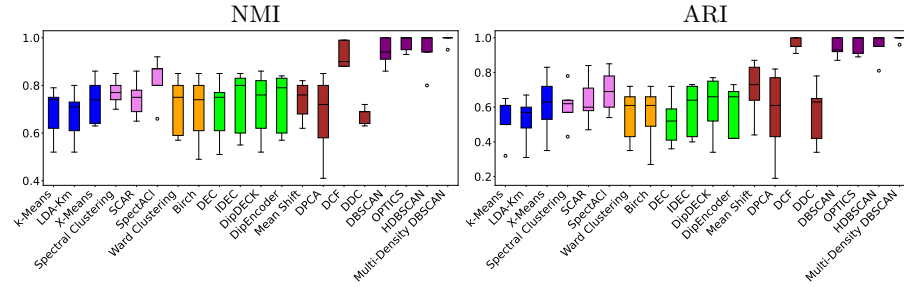 NMI
1.0
0.8
0.6
0.4
k-Means
LDA-Km
X-Means
Spectral Clustering
SCAR
SpectACl
Ward Clustering
Birch
DEC
IDEC
DipDECK
DipEncoder
Mean Shift
DPCA
DCF
DDC
DBSCAN
OPTICS
HDBSCAN
Multi-Density DBSCAN
ARI
1.0
0.8
0.6
0.4
0.2
k-Means
LDA-Km
X-Means
Spectral Clustering
SCAR
SpectACl
Ward Clustering
Birch
DEC
IDEC
DipDECK
DipEncoder
Mean Shift
DPCA
DCF
DDC
DBSCAN
OPTICS
HDBSCAN
Multi-Density DBSCAN